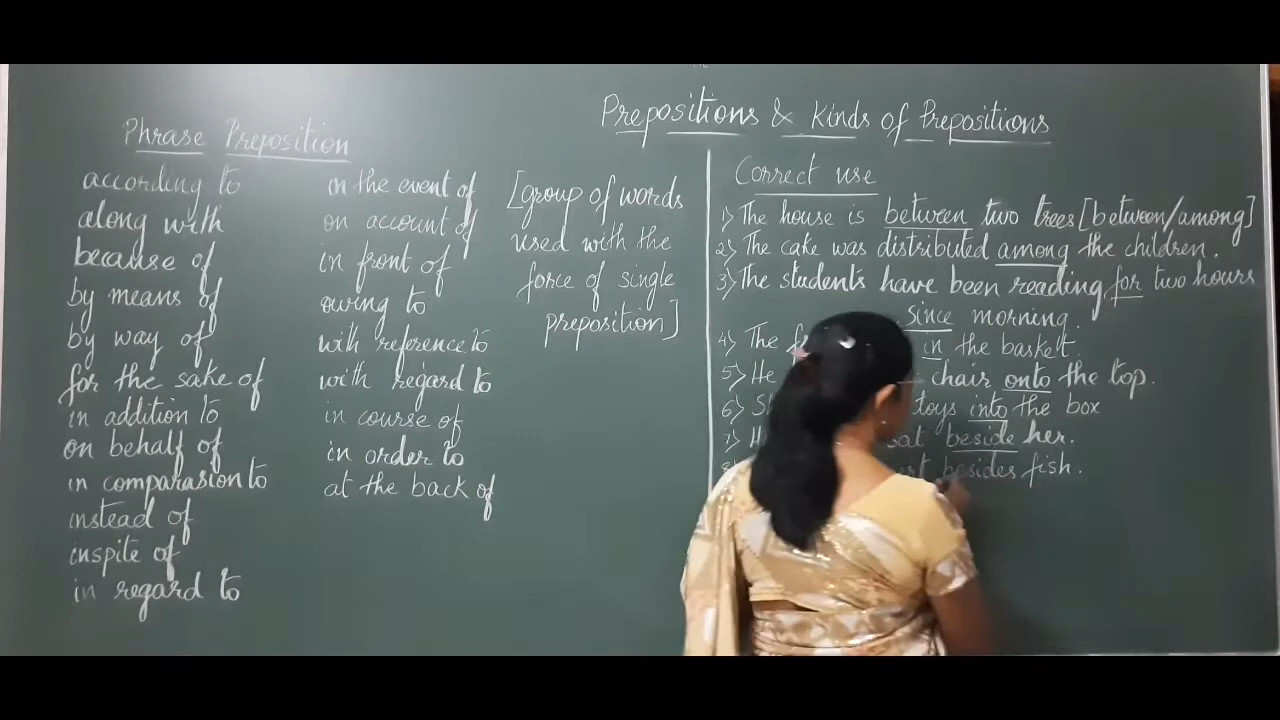 Prepositions & Kinds of Prepositions
Phrase Preposition
according to
along with
because of
by means of
by way of
for the sake of
in addition to
on behalf of
in comparasion to
instead of
inspite of
in regard to
in the event of
on account of
in front of
owing to
with reference to
with regard to
in course of
in order to
at the back of
[group of words
used with the
force of single
preposition]
Correct use
1) The house is between two trees [between/among]
2) The cake was distributed among the children.
3) The students have been reading for two hours
since morning.
4) The in the basket.
5) He chair onto the top.
6) toys into the box
7) sat beside her.
8) besides fish.